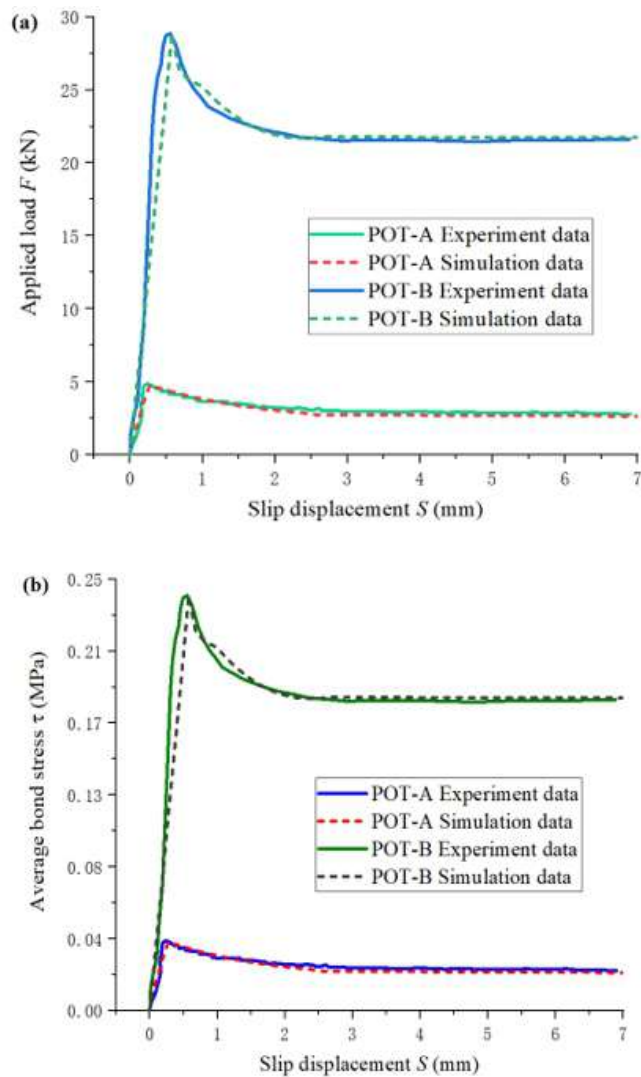 (a)
30
25
20
15
10
5
0
Applied load F (kN)
POT-A Experiment data
POT-A Simulation data
POT-B Experiment data
POT-B Simulation data
0 1 2 3 4 5 6 7
Slip displacement S (mm)
(b)
0.25
0.21
0.17
0.13
0.08
0.04
0.00
Average bond stress τ (MPa)
POT-A Experiment data
POT-A Simulation data
POT-B Experiment data
POT-B Simulation data
0 1 2 3 4 5 6 7
Slip displacement S (mm)